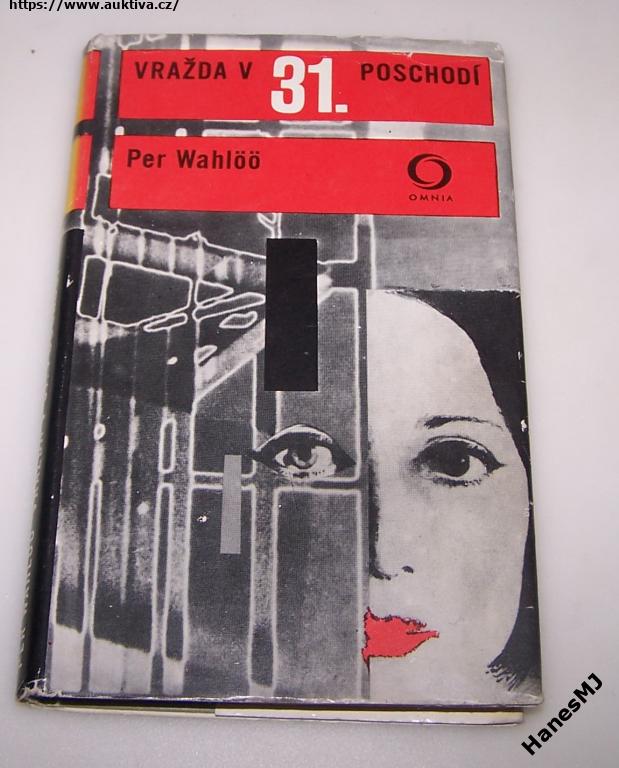 https://www.auktiva.cz/
VRAŽDA V 31. POSCHODÍ
Per Wahlöö
OMNIA
HanesMJ